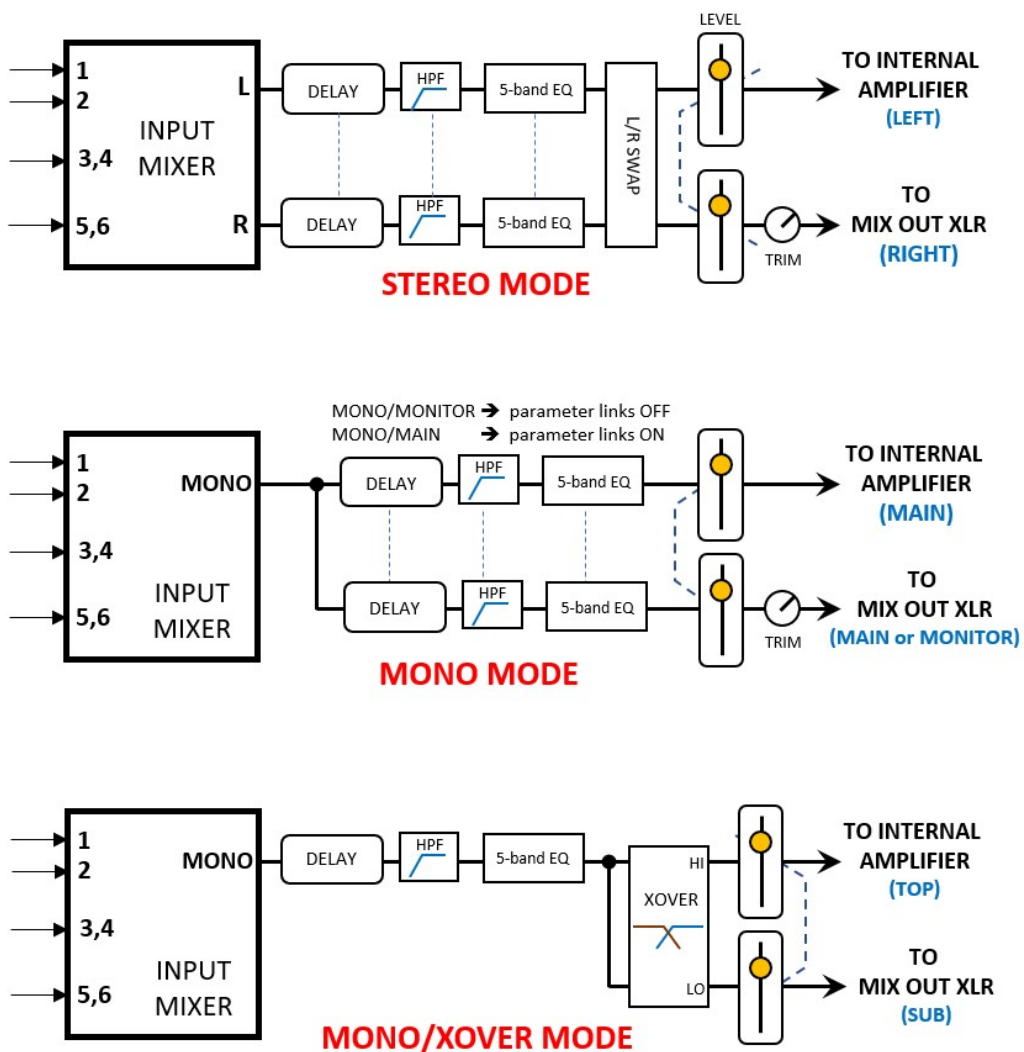 LEVEL
1
2
3,4
5,6
INPUT
MIXER
L
R
DELAY
HPF
5-band EQ
DELAY
HPF
5-band EQ
L/R SWAP
TRIM
TO INTERNAL
AMPLIFIER
(LEFT)
TO
MIX OUT XLR
(RIGHT)
STEREO MODE
MONO/MONITOR ➔ parameter links OFF
MONO/MAIN ➔ parameter links ON
1
2
3,4
5,6
MONO
INPUT
MIXER
DELAY
HPF
5-band EQ
DELAY
HPF
5-band EQ
TRIM
TO INTERNAL
AMPLIFIER
(MAIN)
TO
MIX OUT XLR
(MAIN or MONITOR)
MONO MODE
1
2
3,4
5,6
MONO
INPUT
MIXER
DELAY
HPF
5-band EQ
HI
XOVER
LO
TO INTERNAL
AMPLIFIER
(TOP)
TO
MIX OUT XLR
(SUB)
MONO/XOVER MODE